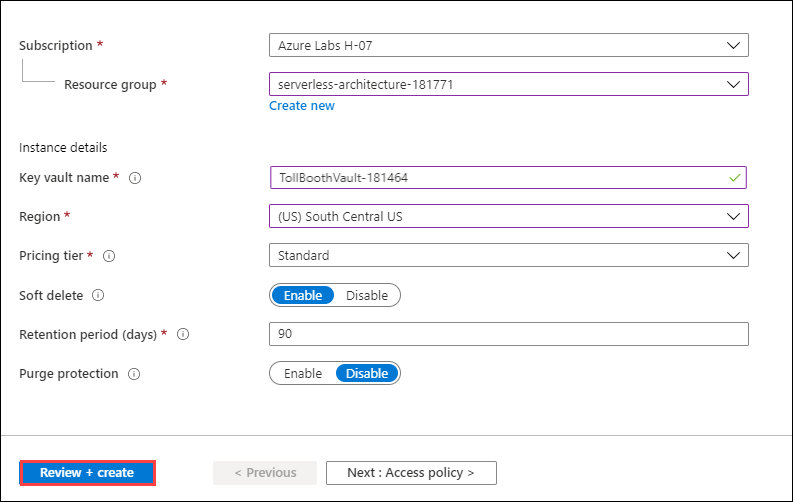 Subscription *
Azure Labs H-07
Resource group *
serverless-architecture-181771
Create new
Instance details
Key vault name *
TollBoothVault-181464
Region *
(US) South Central US
Pricing tier *
Standard
Soft delete
Enable Disable
Retention period (days) *
90
Purge protection
Enable Disable
Review + create
< Previous
Next : Access policy >